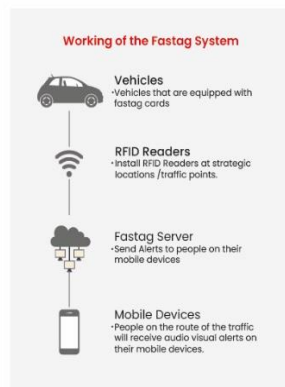 Working of the Fastag System
Vehicles
•Vehicles that are equipped with
fastag cards
RFID Readers
•Install RFID Readers at strategic
locations /traffic points.
Fastag Server
•Send Alerts to people on their
mobile devices
Mobile Devices
•People on the route of the traffic
will receive audio visual alerts on
their mobile devices.